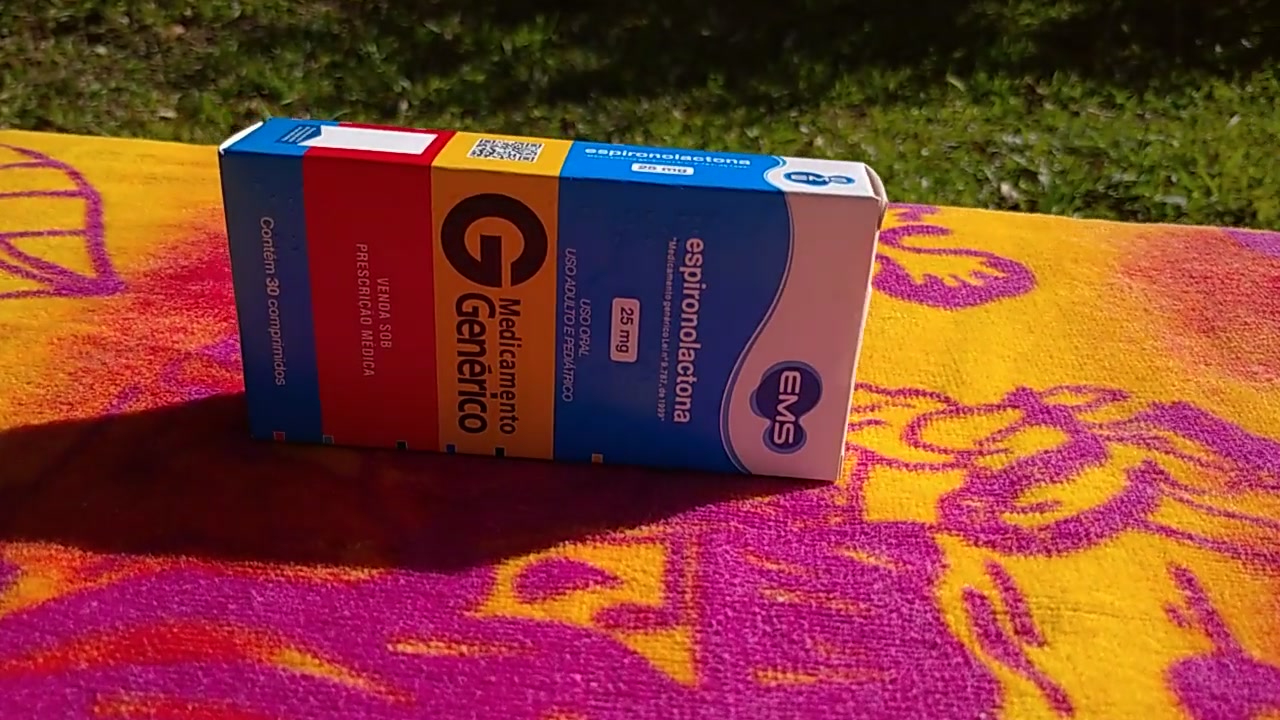 espironolactona
25 mg
EMS
EMS
espironolactona
"Medicamento genérico Lei nº 9.787, de 1999"
25 mg
USO ORAL
USO ADULTO E PEDIÁTRICO
G
Medicamento
Genérico
VENDA SOB
PRESCRIÇÃO MÉDICA
Contém 30 comprimidos